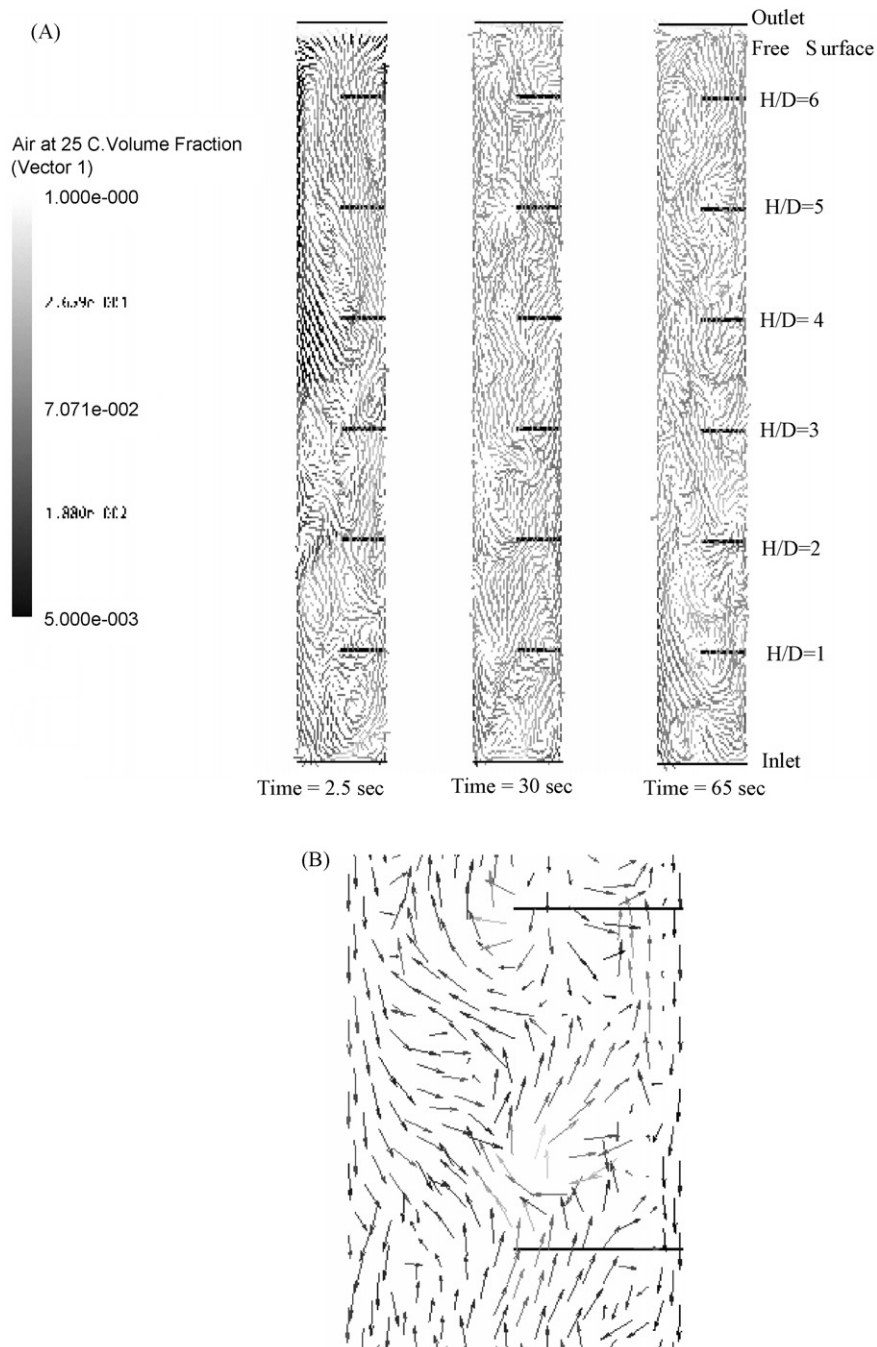 (A)
Outlet
Free S urface
H/D=6
Air at 25 C.Volume Fraction
(Vector 1)
1.000e-000
H/D=5
H/D= 4
7.071e-002
H/D=3
H/D=2
5.000e-003
H/D=1
Inlet
Time = 2.5 sec
Time = 30 sec
Time = 65 sec
(B)